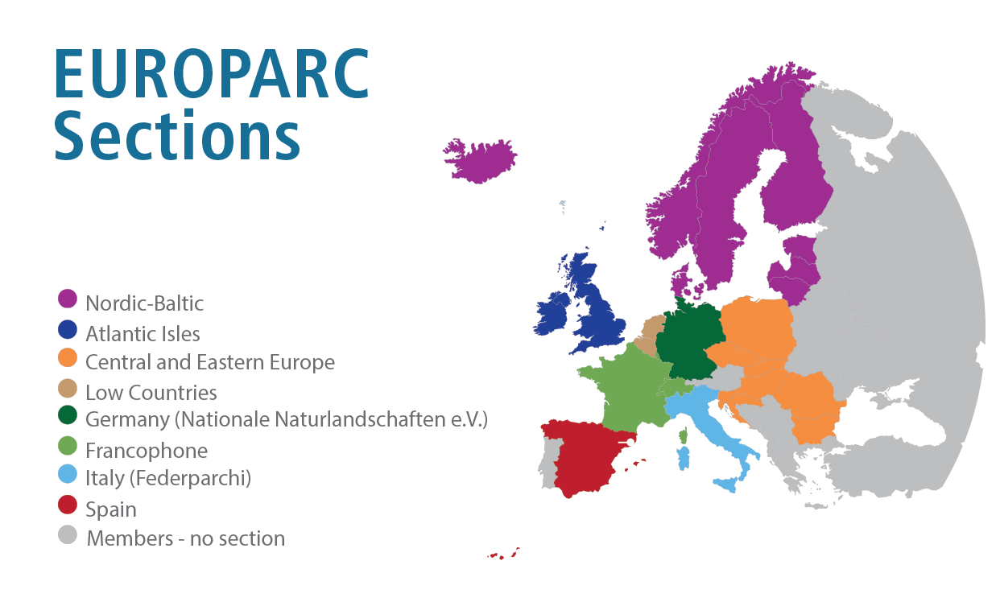 EUROPARC
Sections
Nordic-Baltic
Atlantic Isles
Central and Eastern Europe
Low Countries
Germany (Nationale Naturlandschaften e.V.)
Francophone
Italy (Federparchi)
Spain
Members - no section